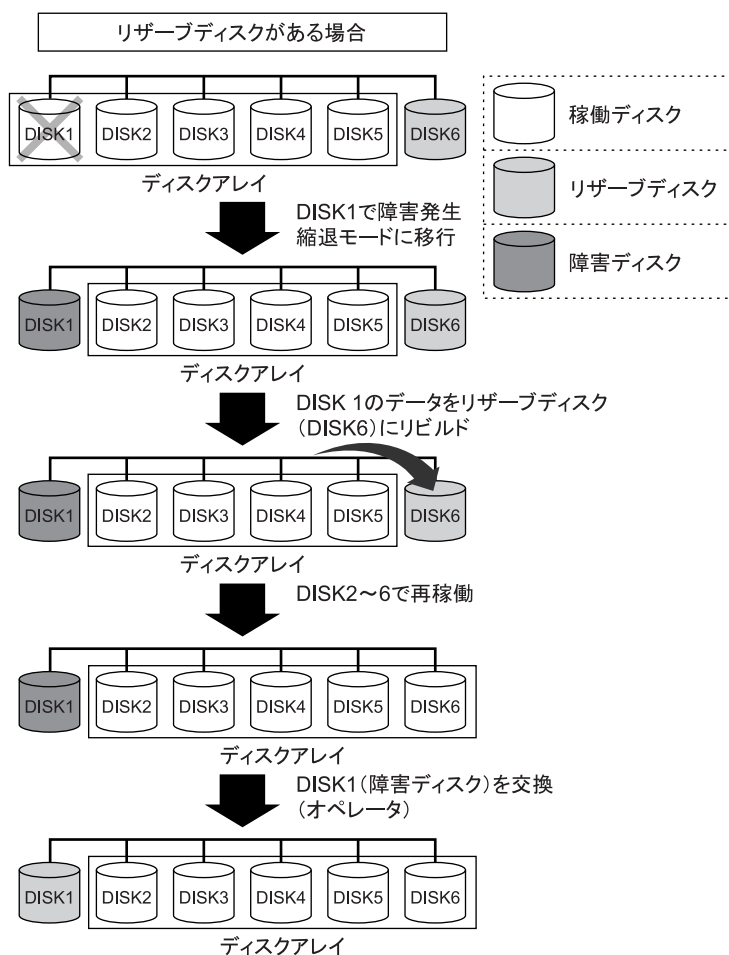 リザーブディスクがある場合
DISK1 DISK2 DISK3 DISK4 DISK5 DISK6
ディスクアレイ
稼働ディスク
リザーブディスク
障害ディスク
DISK1で障害発生
縮退モードに移行
DISK1 DISK2 DISK3 DISK4 DISK5 DISK6
ディスクアレイ
DISK 1のデータをリザーブディスク
（DISK6）にリビルド
DISK1 DISK2 DISK3 DISK4 DISK5 DISK6
ディスクアレイ
DISK2～6で再稼働
DISK1 DISK2 DISK3 DISK4 DISK5 DISK6
ディスクアレイ
DISK1（障害ディスク）を交換
（オペレータ）
DISK1 DISK2 DISK3 DISK4 DISK5 DISK6
ディスクアレイ